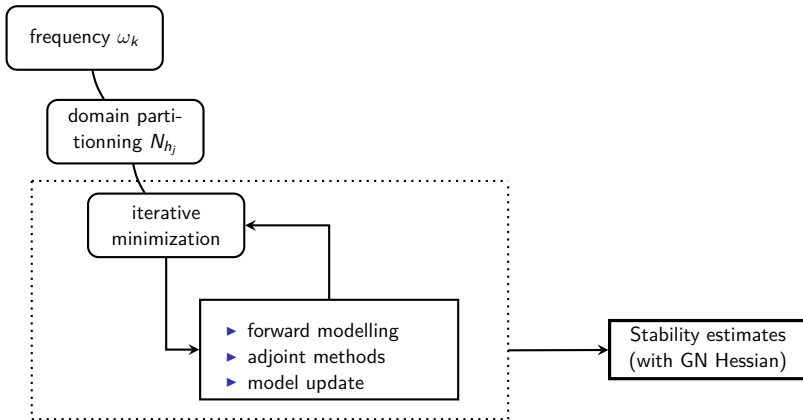 frequency ωk
domain parti-
tionning Nhj
iterative
minimization
▶ forward modelling
▶ adjoint methods
▶ model update
Stability estimates
(with GN Hessian)